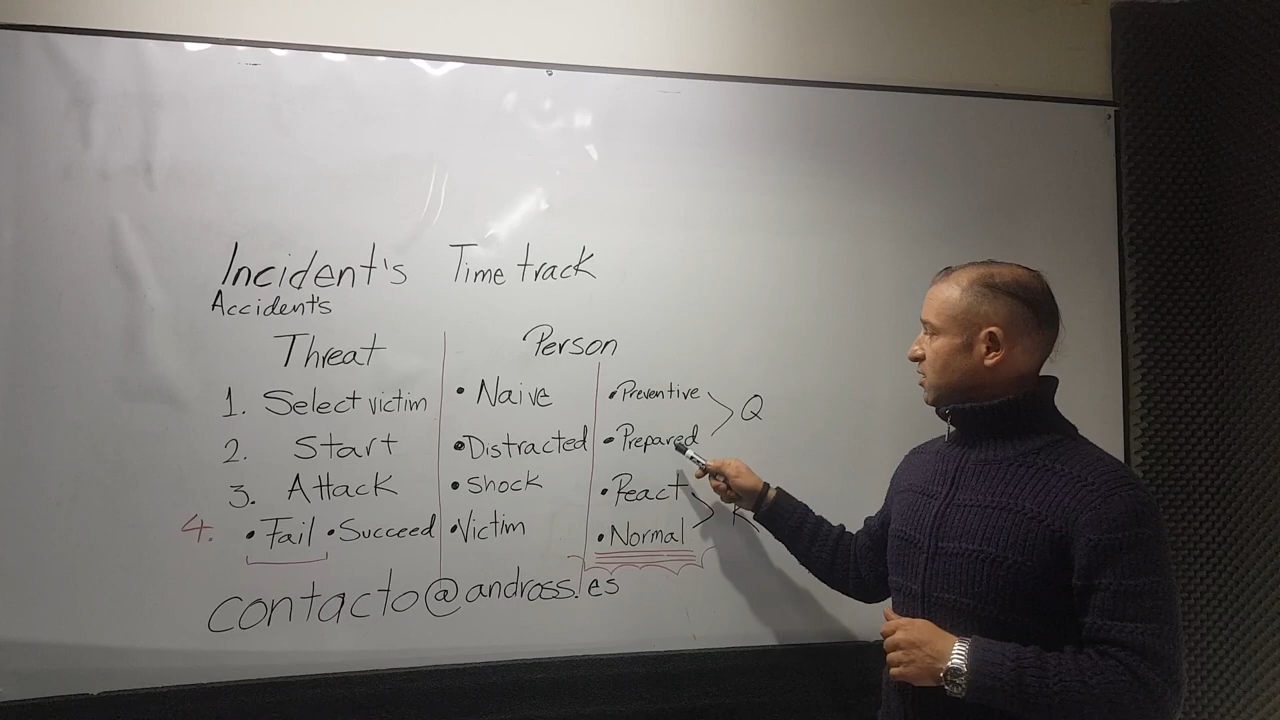 Incident's Time track
Accident's
Threat Person
1. Select victim • Naive • Preventive > Q
2. Start • Distracted • Prepared
3. Attack • Shock • React > R
4. • Fail • Succeed • Victim • Normal
contacto@andross.es